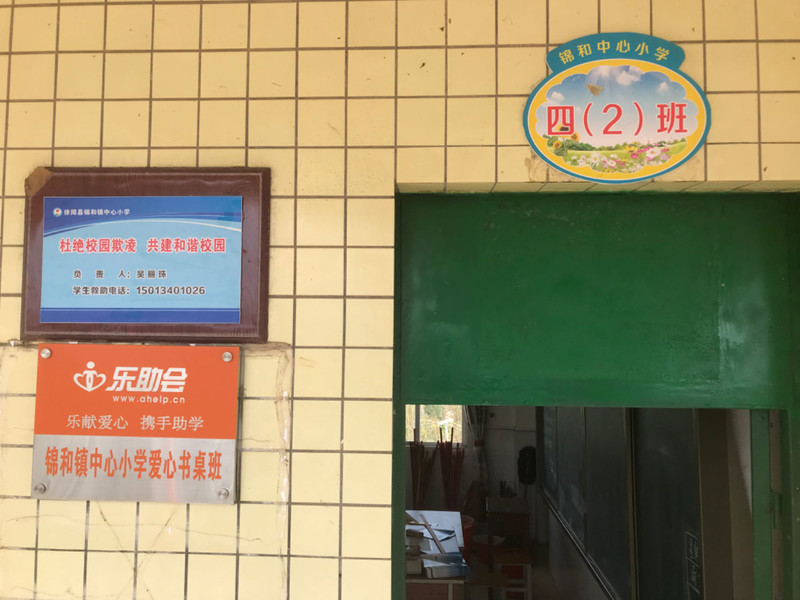 锦和中心小学
四（2）班
徐闻县锦和镇中心小学
杜绝校园欺凌 共建和谐校园
负 责 人：吴丽珠
学生救助电话：15013401026
乐助会
www.ahelp.cn
乐献爱心 携手助学
锦和镇中心小学爱心书桌班